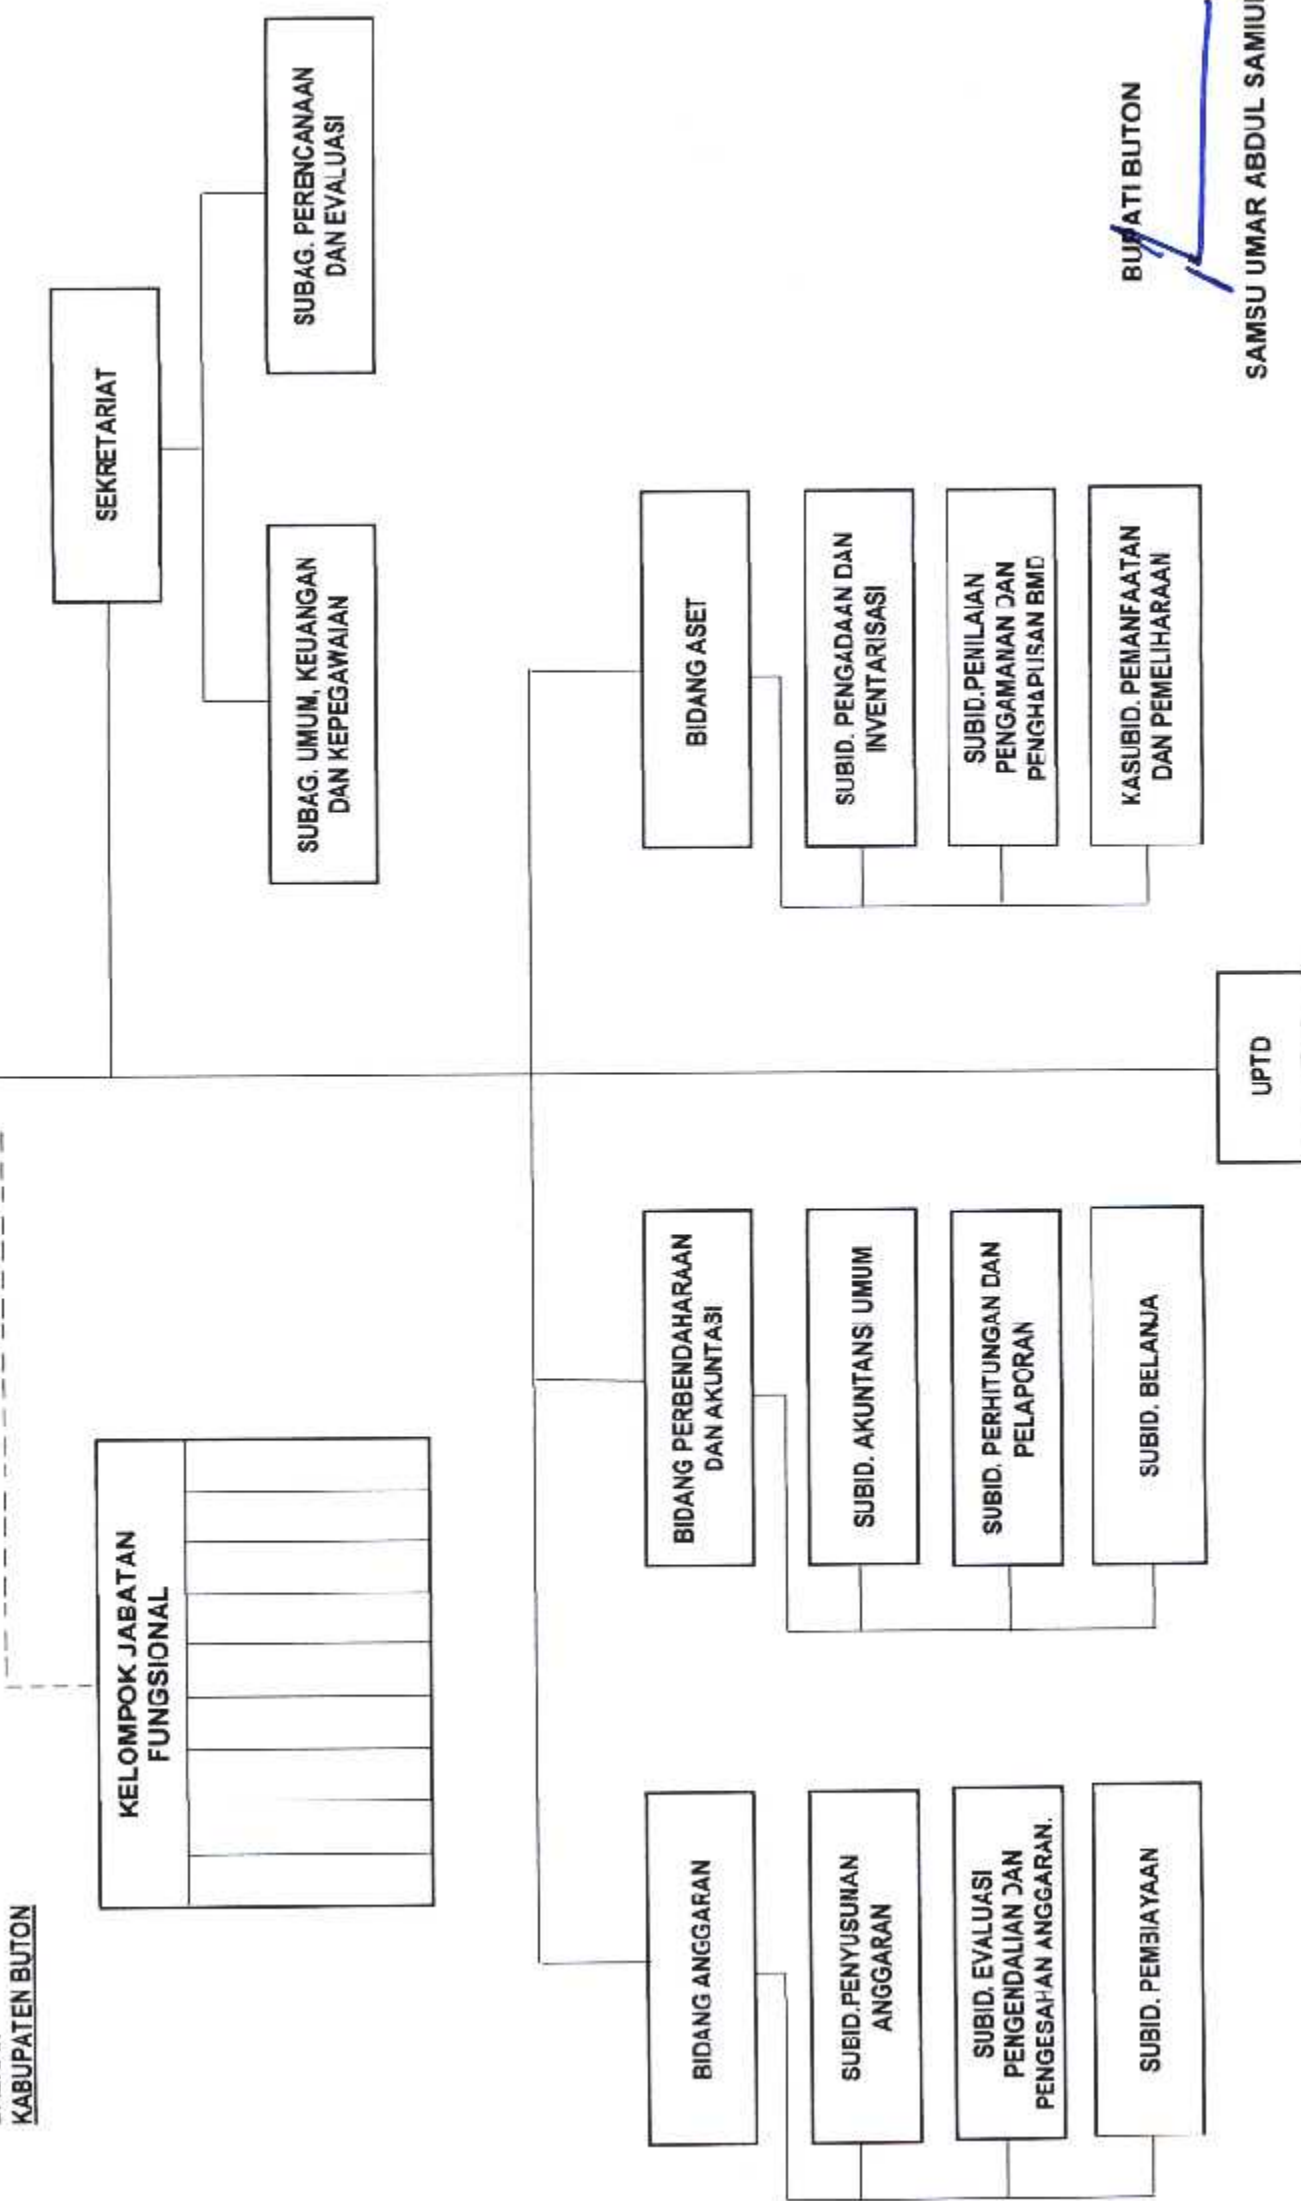 KABUPATEN BUTON
KELOMPOK JABATAN
FUNGSIONAL
SEKRETARIAT
SUBAG. UMUM, KEUANGAN
DAN KEPEGAWAIAN
SUBAG. PERENCANAAN
DAN EVALUASI
BIDANG ANGGARAN
SUBID.PENYUSUNAN
ANGGARAN
SUBID. EVALUASI
PENGENDALIAN DAN
PENGESAHAN ANGGARAN.
SUBID. PEMBIAYAAN
BIDANG PERBENDAHARAAN
DAN AKUNTASI
SUBID. AKUNTANSI UMUM
SUBID. PERHITUNGAN DAN
PELAPORAN
SUBID. BELANJA
BIDANG ASET
SUBID. PENGADAAN DAN
INVENTARISASI
SUBID.PENILAIAN
PENGAMANAN DAN
PENGHAPUSAN BMD
KASUBID. PEMANFAATAN
DAN PEMELIHARAAN
UPTD
BUPATI BUTON
SAMSU UMAR ABDUL SAMIU